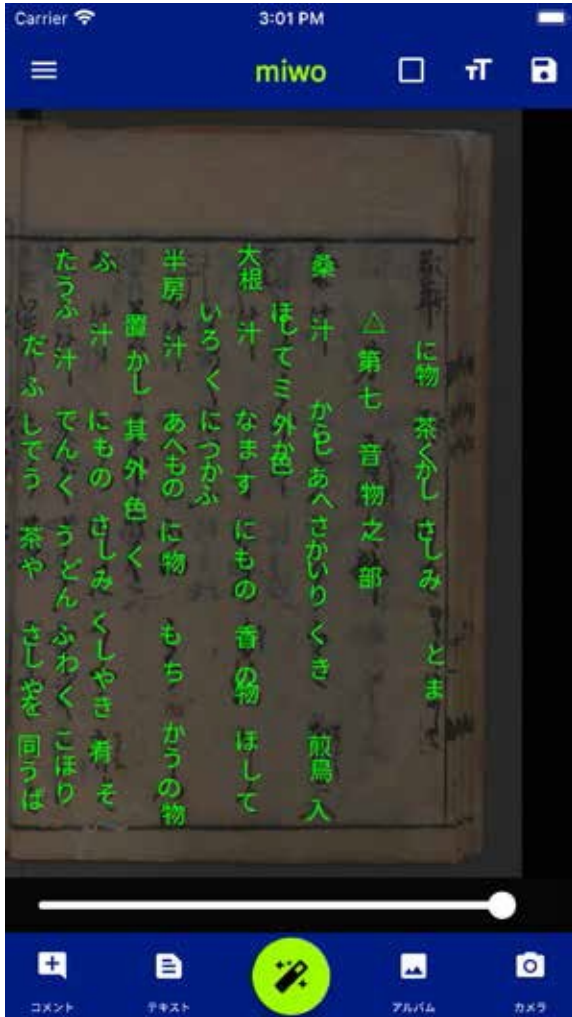 Carrier 3:01 PM
miwo
に物 茶くかし さしみ とま
△ 第七 音物之部
桑 汁 からしあへ さかいり くき 煎鳥 入
ほしてミ 外か色
大根 汁 なます にもの 香の物 ほして
いろく につかふ
半房 汁 あへもの に物 もち かうの物
置かし 其外色く
ふ 汁 にもの さしみ くしやき 肴 そ
たうふ 汁 でんく うどん ふわく こほり
だふ してう 茶や さしやを 同うば
コメント テキスト アルバム カメラ